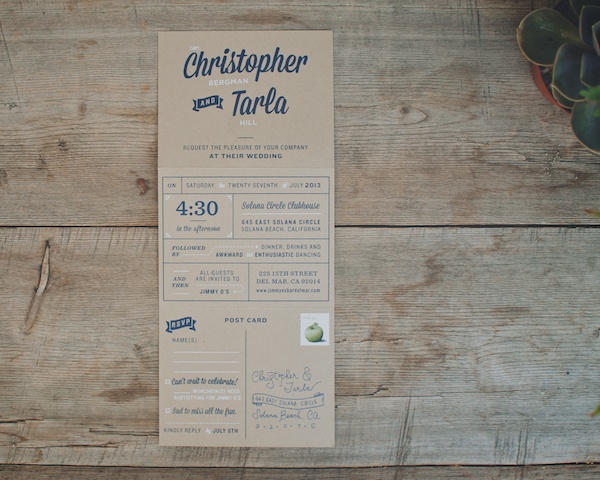 Christopher
BERGMAN
AND Tarla
HILL
REQUEST THE PLEASURE OF YOUR COMPANY
AT THEIR WEDDING
ON SATURDAY TWENTY SEVENTH JULY 2013
4:30
in the afternoon
Solana Circle Clubhouse
645 EAST SOLANA CIRCLE
SOLANA BEACH, CALIFORNIA
FOLLOWED BY
DINNER, DRINKS AND
AWKWARD ENTHUSIASTIC DANCING
AND THEN
ALL GUESTS
ARE INVITED TO
JIMMY O'S
225 15TH STREET
DEL MAR, CA 92014
www.jimmyosbardelmar.com
RSVP
POST CARD
NAME(S)
Can't wait to celebrate!
BABYSITTING FOR JIMMY O'S
Sad to miss all the fun.
KINDLY REPLY JULY 5TH
Christopher &
Tarla
645 EAST SOLANA CIRCLE
Solana Beach, CA
9 2 0 7 5